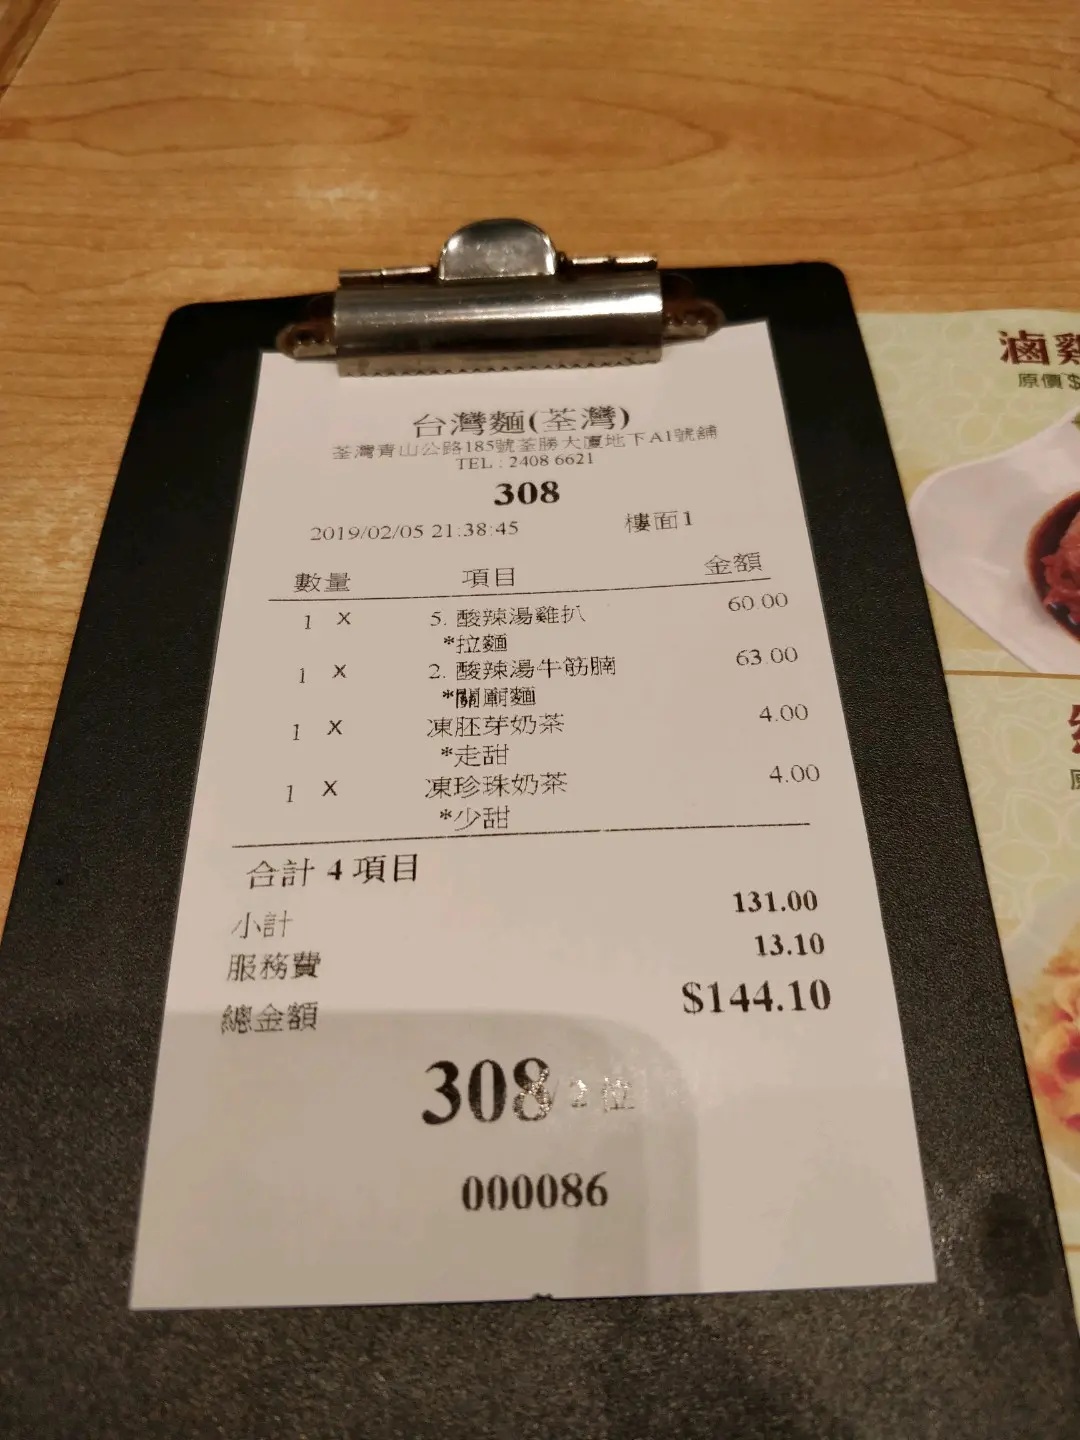 台灣麵(荃灣)
荃灣青山公路185號荃勝大廈地下A1號舖
TEL : 2408 6621
308
2019/02/05 21:38:45 樓面1
數量 項目 金額
1 X 5. 酸辣湯雞扒 60.00
*拉麵
1 X 2. 酸辣湯牛筋腩 63.00
*關廟麵
1 X 凍胚芽奶茶 4.00
*走甜
1 X 凍珍珠奶茶 4.00
*少甜
合計 4 項目
小計 131.00
服務費 13.10
總金額 $144.10
308/2 位
000086
滷雞
原價$